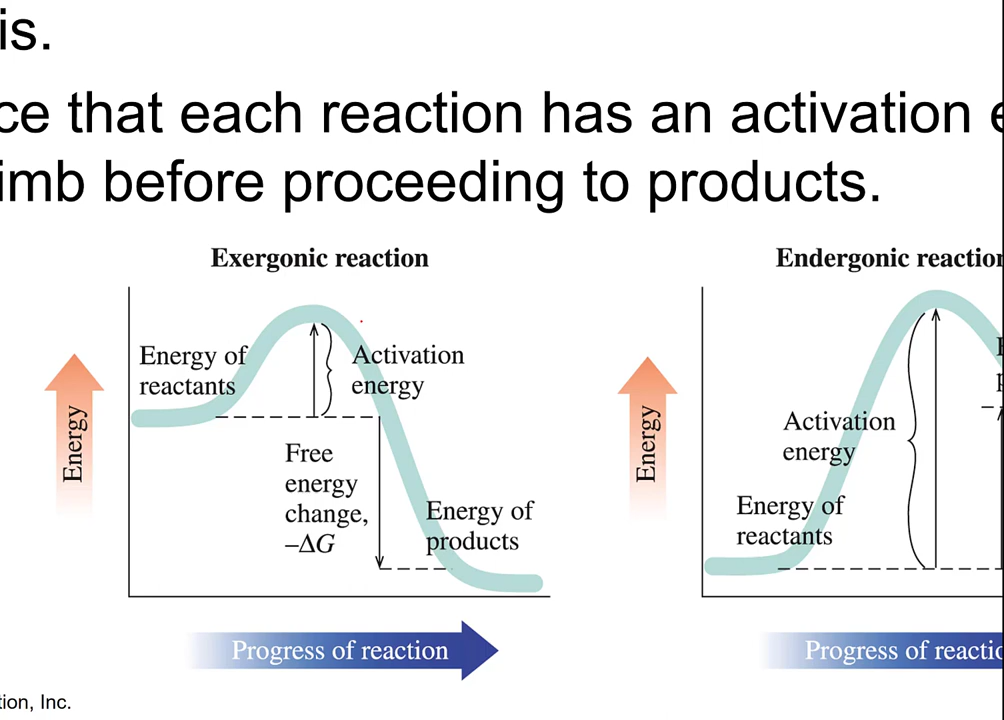 is.
ce that each reaction has an activation e
imb before proceeding to products.
Exergonic reaction
Energy
Energy of
reactants
Activation
energy
Free
energy
change,
−ΔG
Energy of
products
Progress of reaction
Endergonic reaction
Energy
Activation
energy
Energy of
reactants
Progress of reactio
tion, Inc.